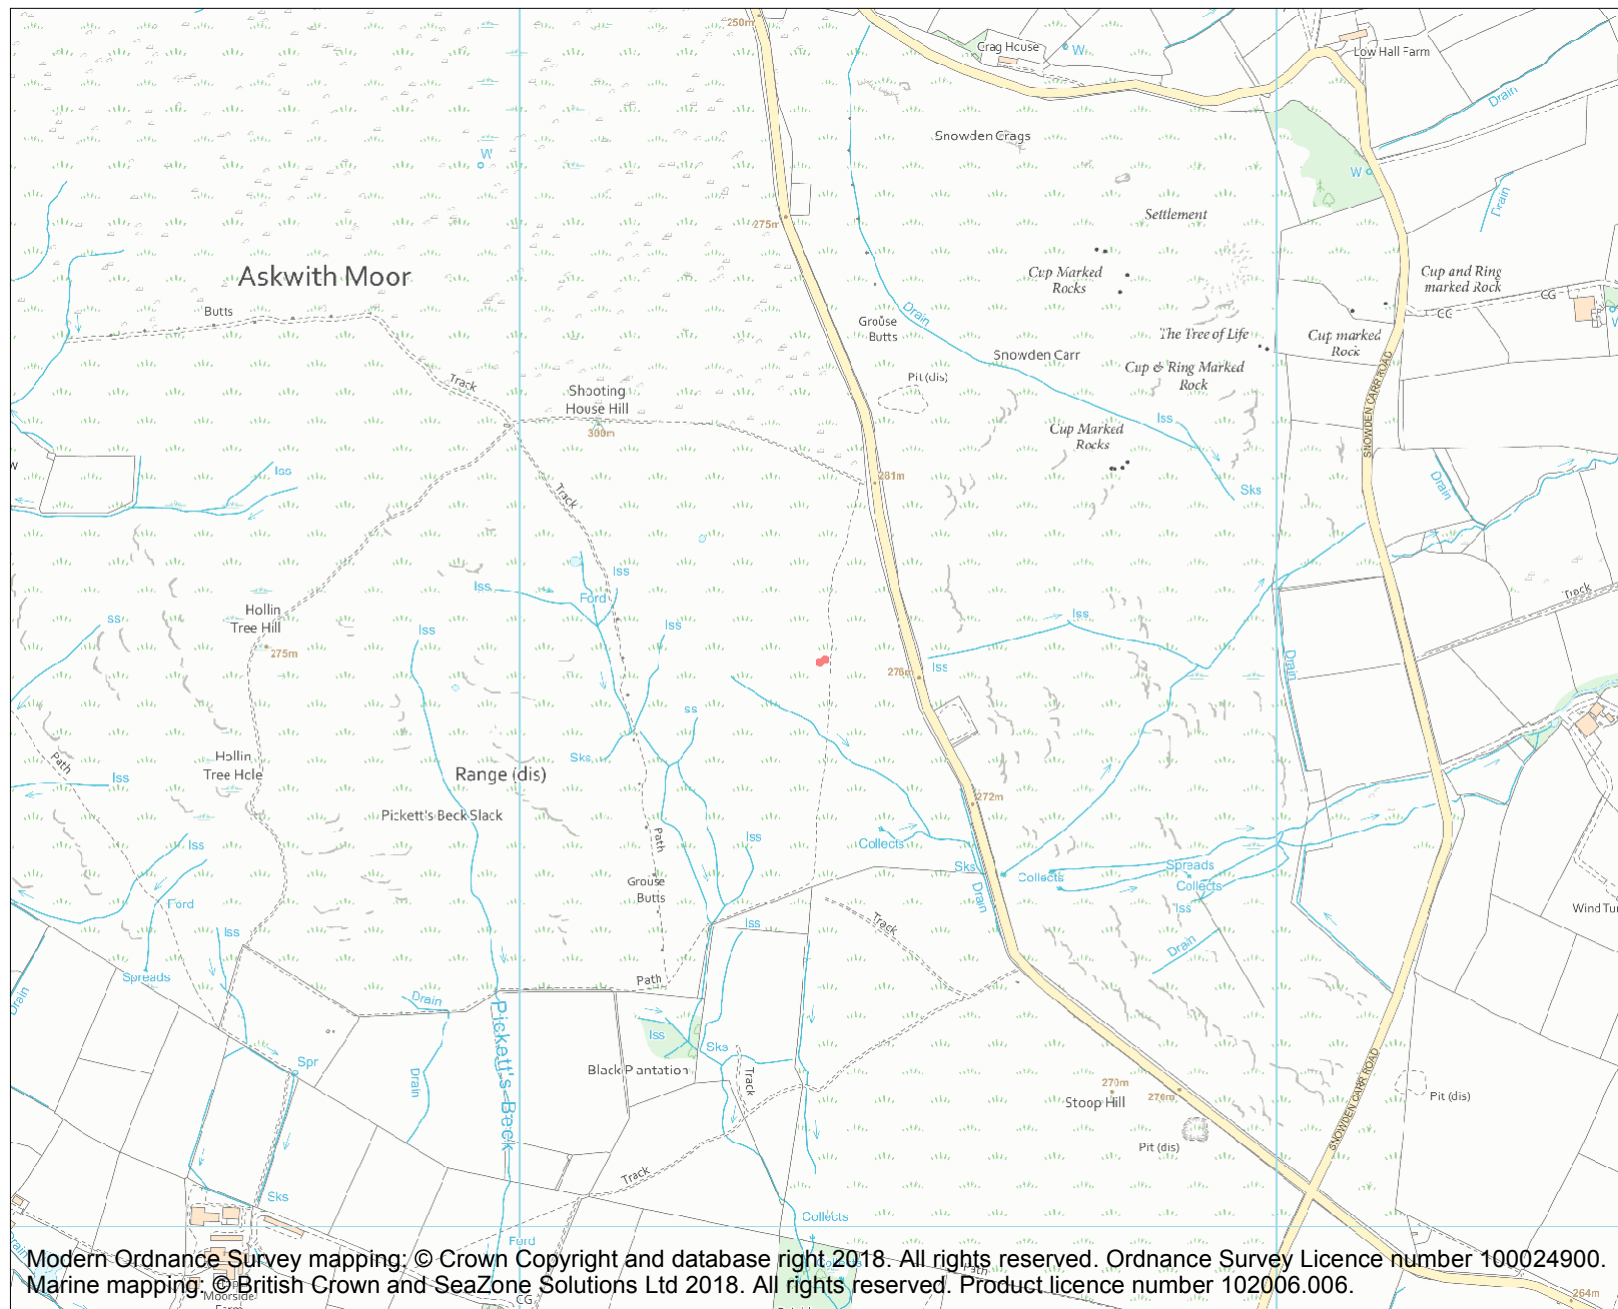 250m
Crag House
W
Low Hall Farm
Drain
Snowden Crags
W
W
Drain
Settlement
275m
Askwith Moor
Cup Marked
Rocks
Cup and Ring
marked Rock
CG
CG
Butts
Drain
Grouse
Butts
The Tree of Life
Cup marked
Rock
Snowden Carr
Cup & Ring Marked
Rock
Track
Pit (dis)
Shooting
House Hill
300m
SNOWDEN CARR ROAD
Iss
Cup Marked
Rocks
W
Iss
281m
Track
Sks
Drain
Iss
Iss
Ford
Track
Hollin
Tree Hill
275m
Iss
Iss
Iss
ss
Iss
276m
Drain
ss
Path
Hollin
Tree Hole
Iss
Sks
Range (dis)
Pickett's Beck Slack
272m
Path
Iss
Collects
Iss
Sks
Collects
Spreads
Collects
Iss
Grouse
Butts
Drain
Ford
Iss
Iss
Track
Wind Tur
Drain
Spreads
Path
Drain
Drain
Pickett's Beck
Iss
Sks
Spr
Black Plantation
Track
Drain
270m
Stoop Hill
270m
Pit (dis)
Pit (dis)
SNOWDEN CARR ROAD
Track
Sks
Collects
Ford
Drain
Modern Ordnance Survey mapping: © Crown Copyright and database right 2018. All rights reserved. Ordnance Survey Licence number 100024900.
Marine mapping: © British Crown and SeaZone Solutions Ltd 2018. All rights reserved. Product licence number 102006.006.
Path
Moorside
Farm
CG
264m